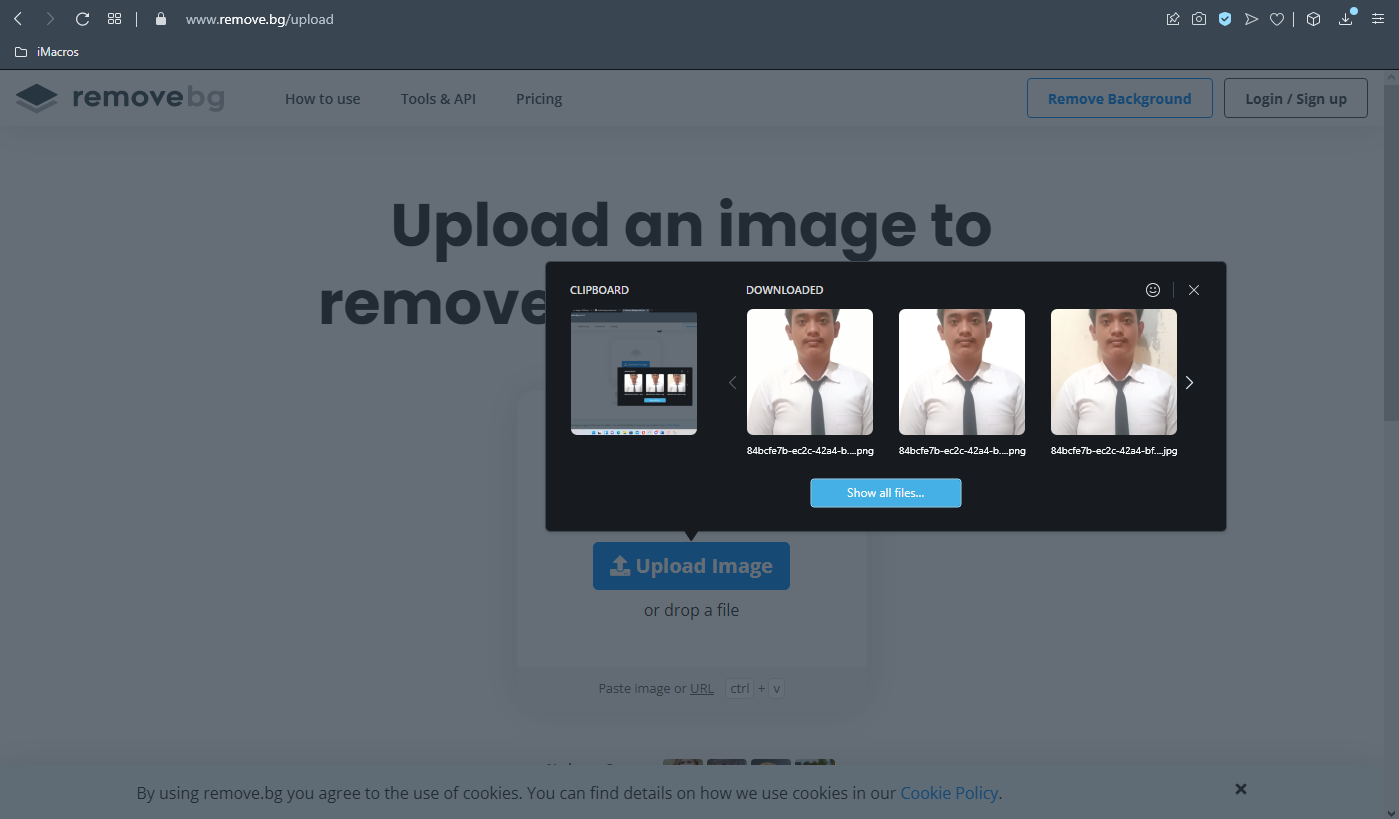 www.remove.bg/upload
iMacros
removebg
How to use
Tools & API
Pricing
Remove Background
Login / Sign up
Upload an image to
remove
CLIPBOARD
DOWNLOADED
84bcfe7b-ec2c-42a4-b....png
84bcfe7b-ec2c-42a4-b....png
84bcfe7b-ec2c-42a4-bf....jpg
Show all files...
Upload Image
or drop a file
Paste image or URL ctrl + v
By using remove.bg you agree to the use of cookies. You can find details on how we use cookies in our Cookie Policy.